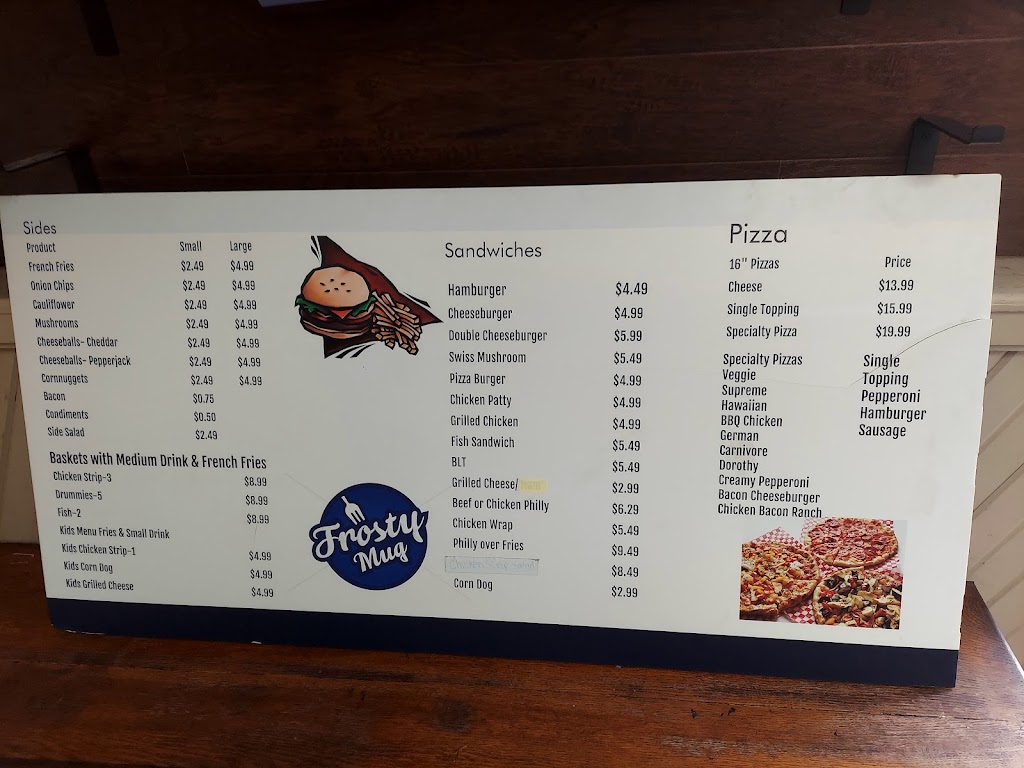 Sides
Product Small Large
French Fries $2.49 $4.99
Onion Chips $2.49 $4.99
Cauliflower $2.49 $4.99
Mushrooms $2.49 $4.99
Cheeseballs- Cheddar $2.49 $4.99
Cheeseballs- Pepperjack $2.49 $4.99
Cornnuggets $2.49 $4.99
Bacon $0.75
Condiments $0.50
Side Salad $2.49
Baskets with Medium Drink & French Fries
Chicken Strip-3 $8.99
Drummies-5 $8.99
Fish-2 $8.99
Kids Menu Fries & Small Drink
Kids Chicken Strip-1 $4.99
Kids Corn Dog $4.99
Kids Grilled Cheese $4.99
Frosty
Mug
Sandwiches
Hamburger $4.49
Cheeseburger $4.99
Double Cheeseburger $5.99
Swiss Mushroom $5.49
Pizza Burger $4.99
Chicken Patty $4.99
Grilled Chicken $4.99
Fish Sandwich $5.49
BLT $5.49
Grilled Cheese/ $2.99
Beef or Chicken Philly $6.29
Chicken Wrap $5.49
Philly over Fries $9.49
Chicken $8.49
Corn Dog $2.99
Pizza
16" Pizzas Price
Cheese $13.99
Single Topping $15.99
Specialty Pizza $19.99
Specialty Pizzas
Veggie
Supreme
Hawaiian
BBQ Chicken
German
Carnivore
Dorothy
Creamy Pepperoni
Bacon Cheeseburger
Chicken Bacon Ranch
Single
Topping
Pepperoni
Hamburger
Sausage